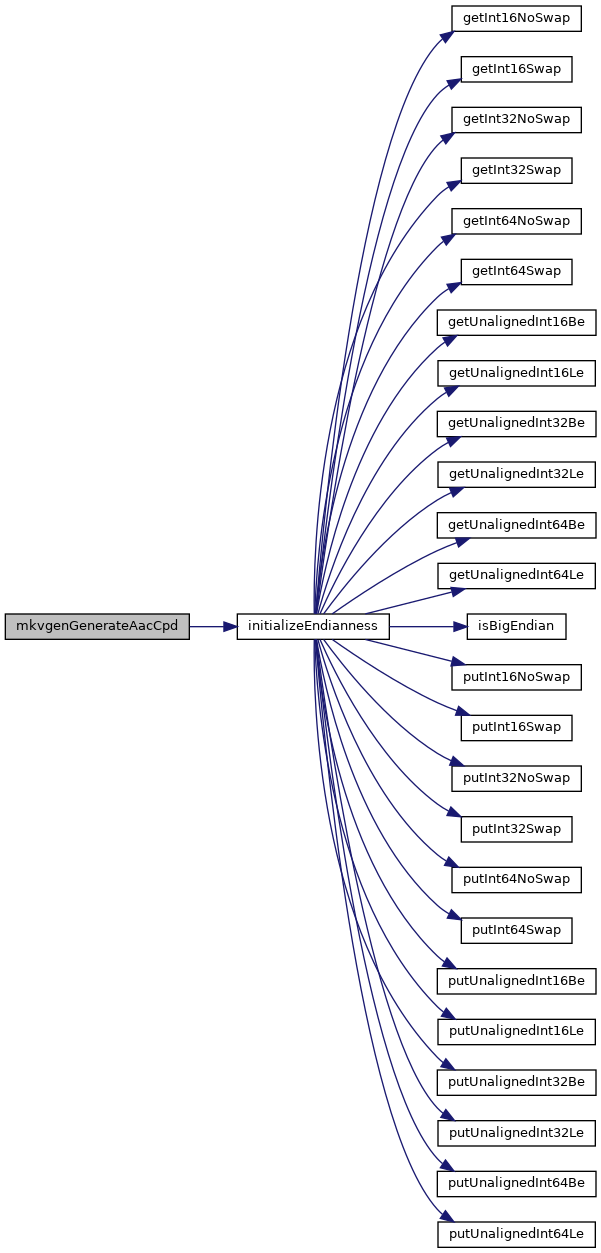 getInt16NoSwap
getInt16Swap
getInt32NoSwap
getInt32Swap
getInt64NoSwap
getInt64Swap
getUnalignedInt16Be
getUnalignedInt16Le
getUnalignedInt32Be
getUnalignedInt32Le
getUnalignedInt64Be
getUnalignedInt64Le
mkvgenGenerateAacCpd
initializeEndianness
isBigEndian
putInt16NoSwap
putInt16Swap
putInt32NoSwap
putInt32Swap
putInt64NoSwap
putInt64Swap
putUnalignedInt16Be
putUnalignedInt16Le
putUnalignedInt32Be
putUnalignedInt32Le
putUnalignedInt64Be
putUnalignedInt64Le